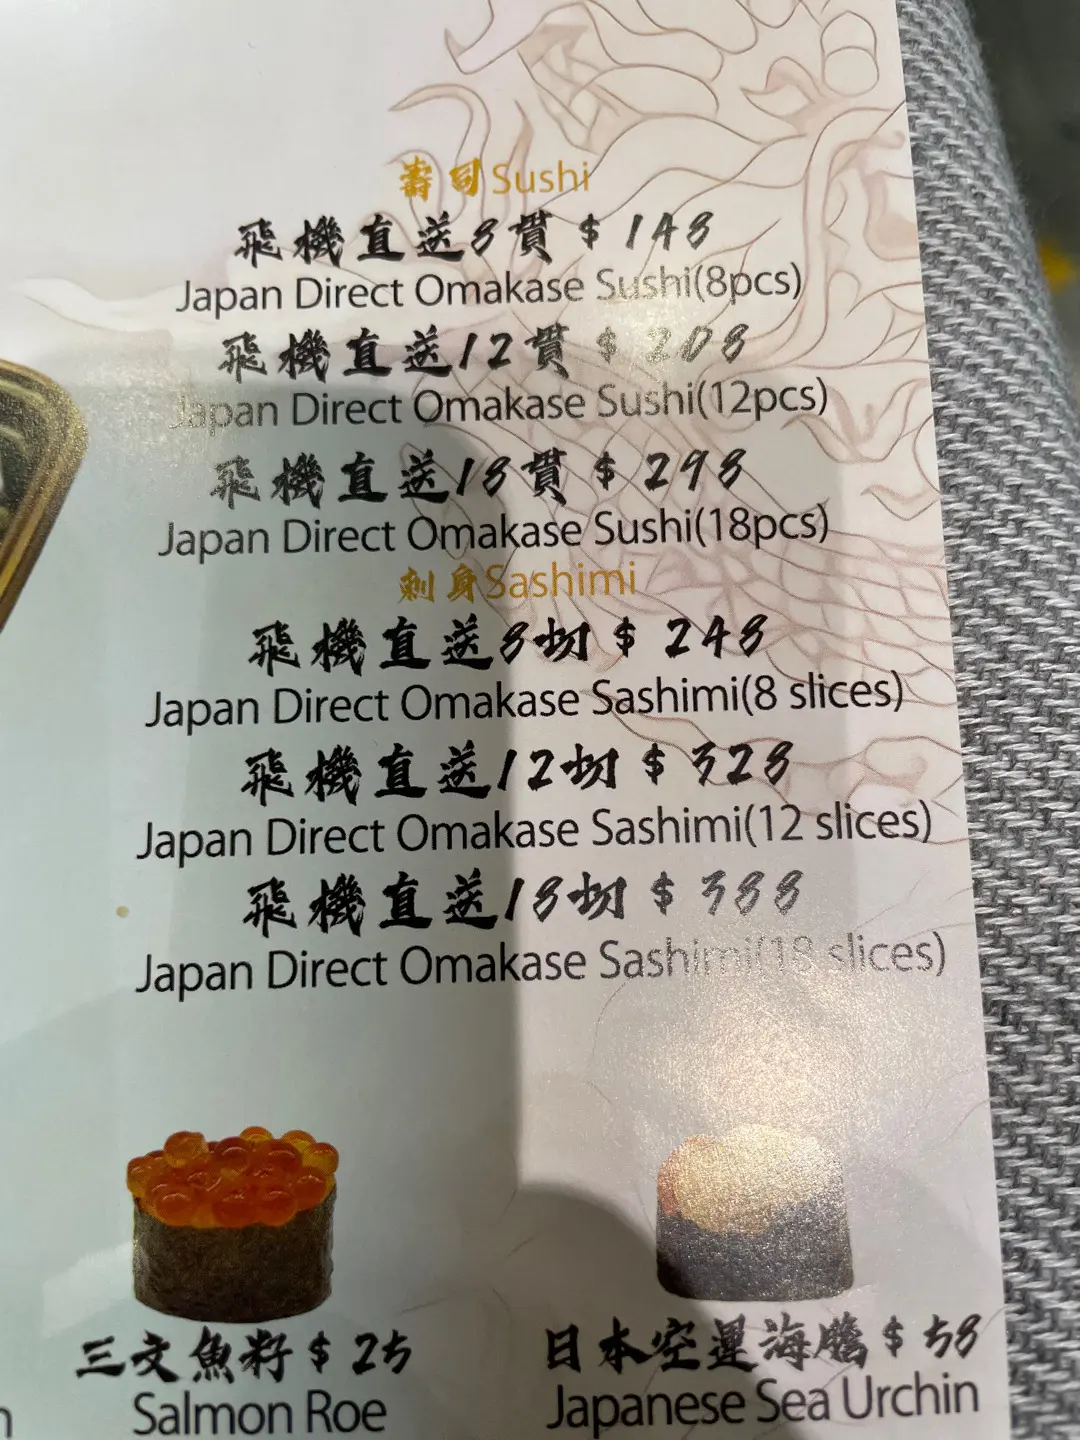 壽司Sushi
飛機直送8貫 $ 148
Japan Direct Omakase Sushi(8pcs)
飛機直送12貫 $ 208
Japan Direct Omakase Sushi(12pcs)
飛機直送18貫 $ 298
Japan Direct Omakase Sushi(18pcs)
刺身Sashimi
飛機直送8切 $ 248
Japan Direct Omakase Sashimi(8 slices)
飛機直送12切 $ 328
Japan Direct Omakase Sashimi(12 slices)
飛機直送18切 $ 388
Japan Direct Omakase Sashimi(18 slices)
三文魚籽 $ 25
Salmon Roe
日本空運海膽 $ 58
Japanese Sea Urchin